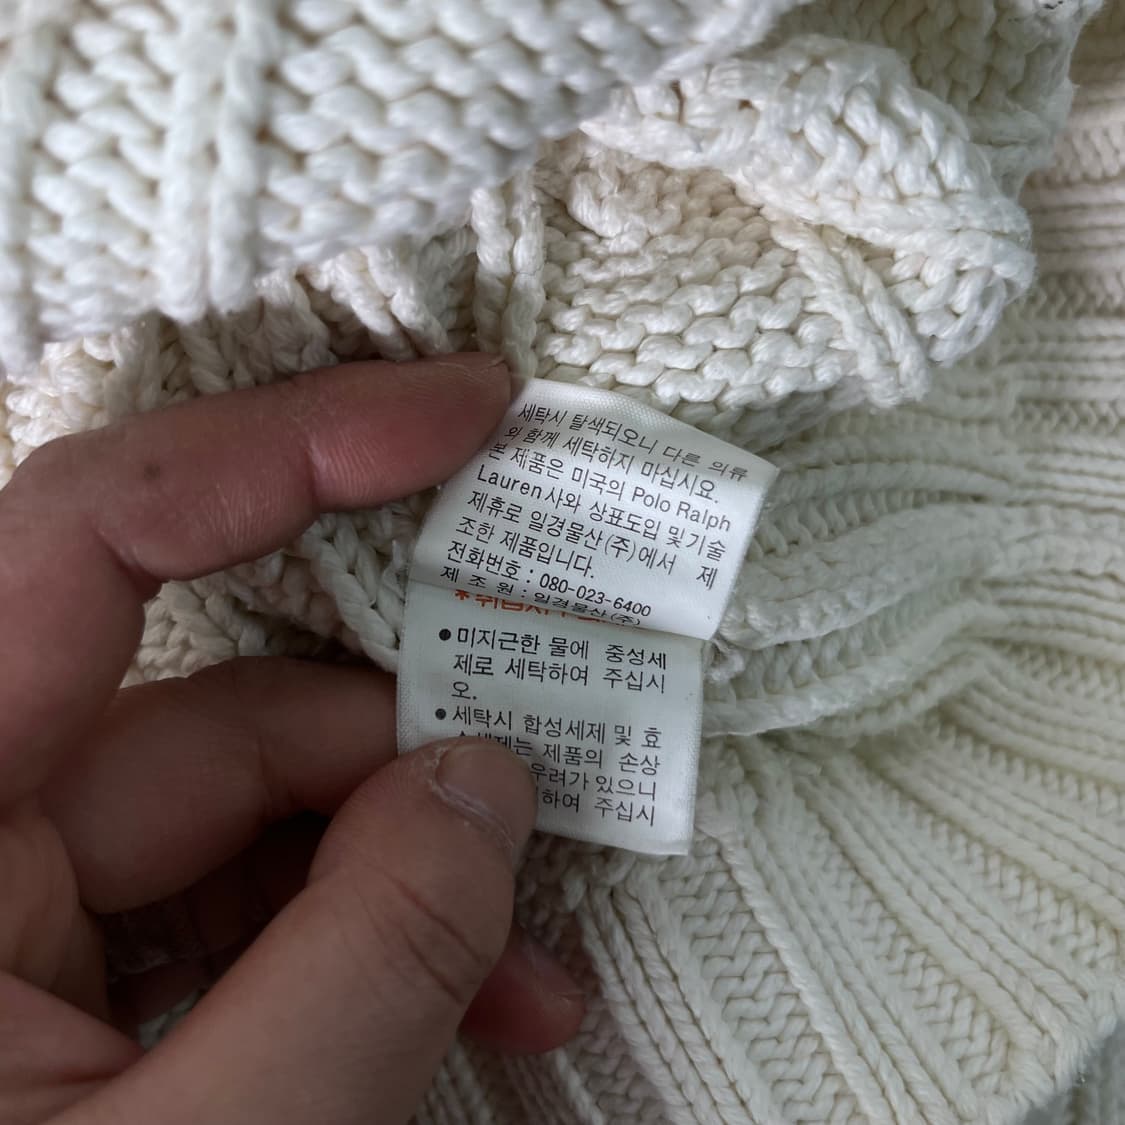 세탁시 탈색되오니 다른 의류
와 함께 세탁하지 마십시요.
본 제품은 미국의 Polo Ralph
Lauren사와 상표도입 및 기술
제휴로 일경물산(주)에서 제
조한 제품입니다.
전화번호 : 080-023-6400
제 조 원 : 일경물산(주)
● 미지근한 물에 중성세
제로 세탁하여 주십시
오.
● 세탁시 합성세제 및 효
제품의 손상
우려가 있으니
하여 주십시